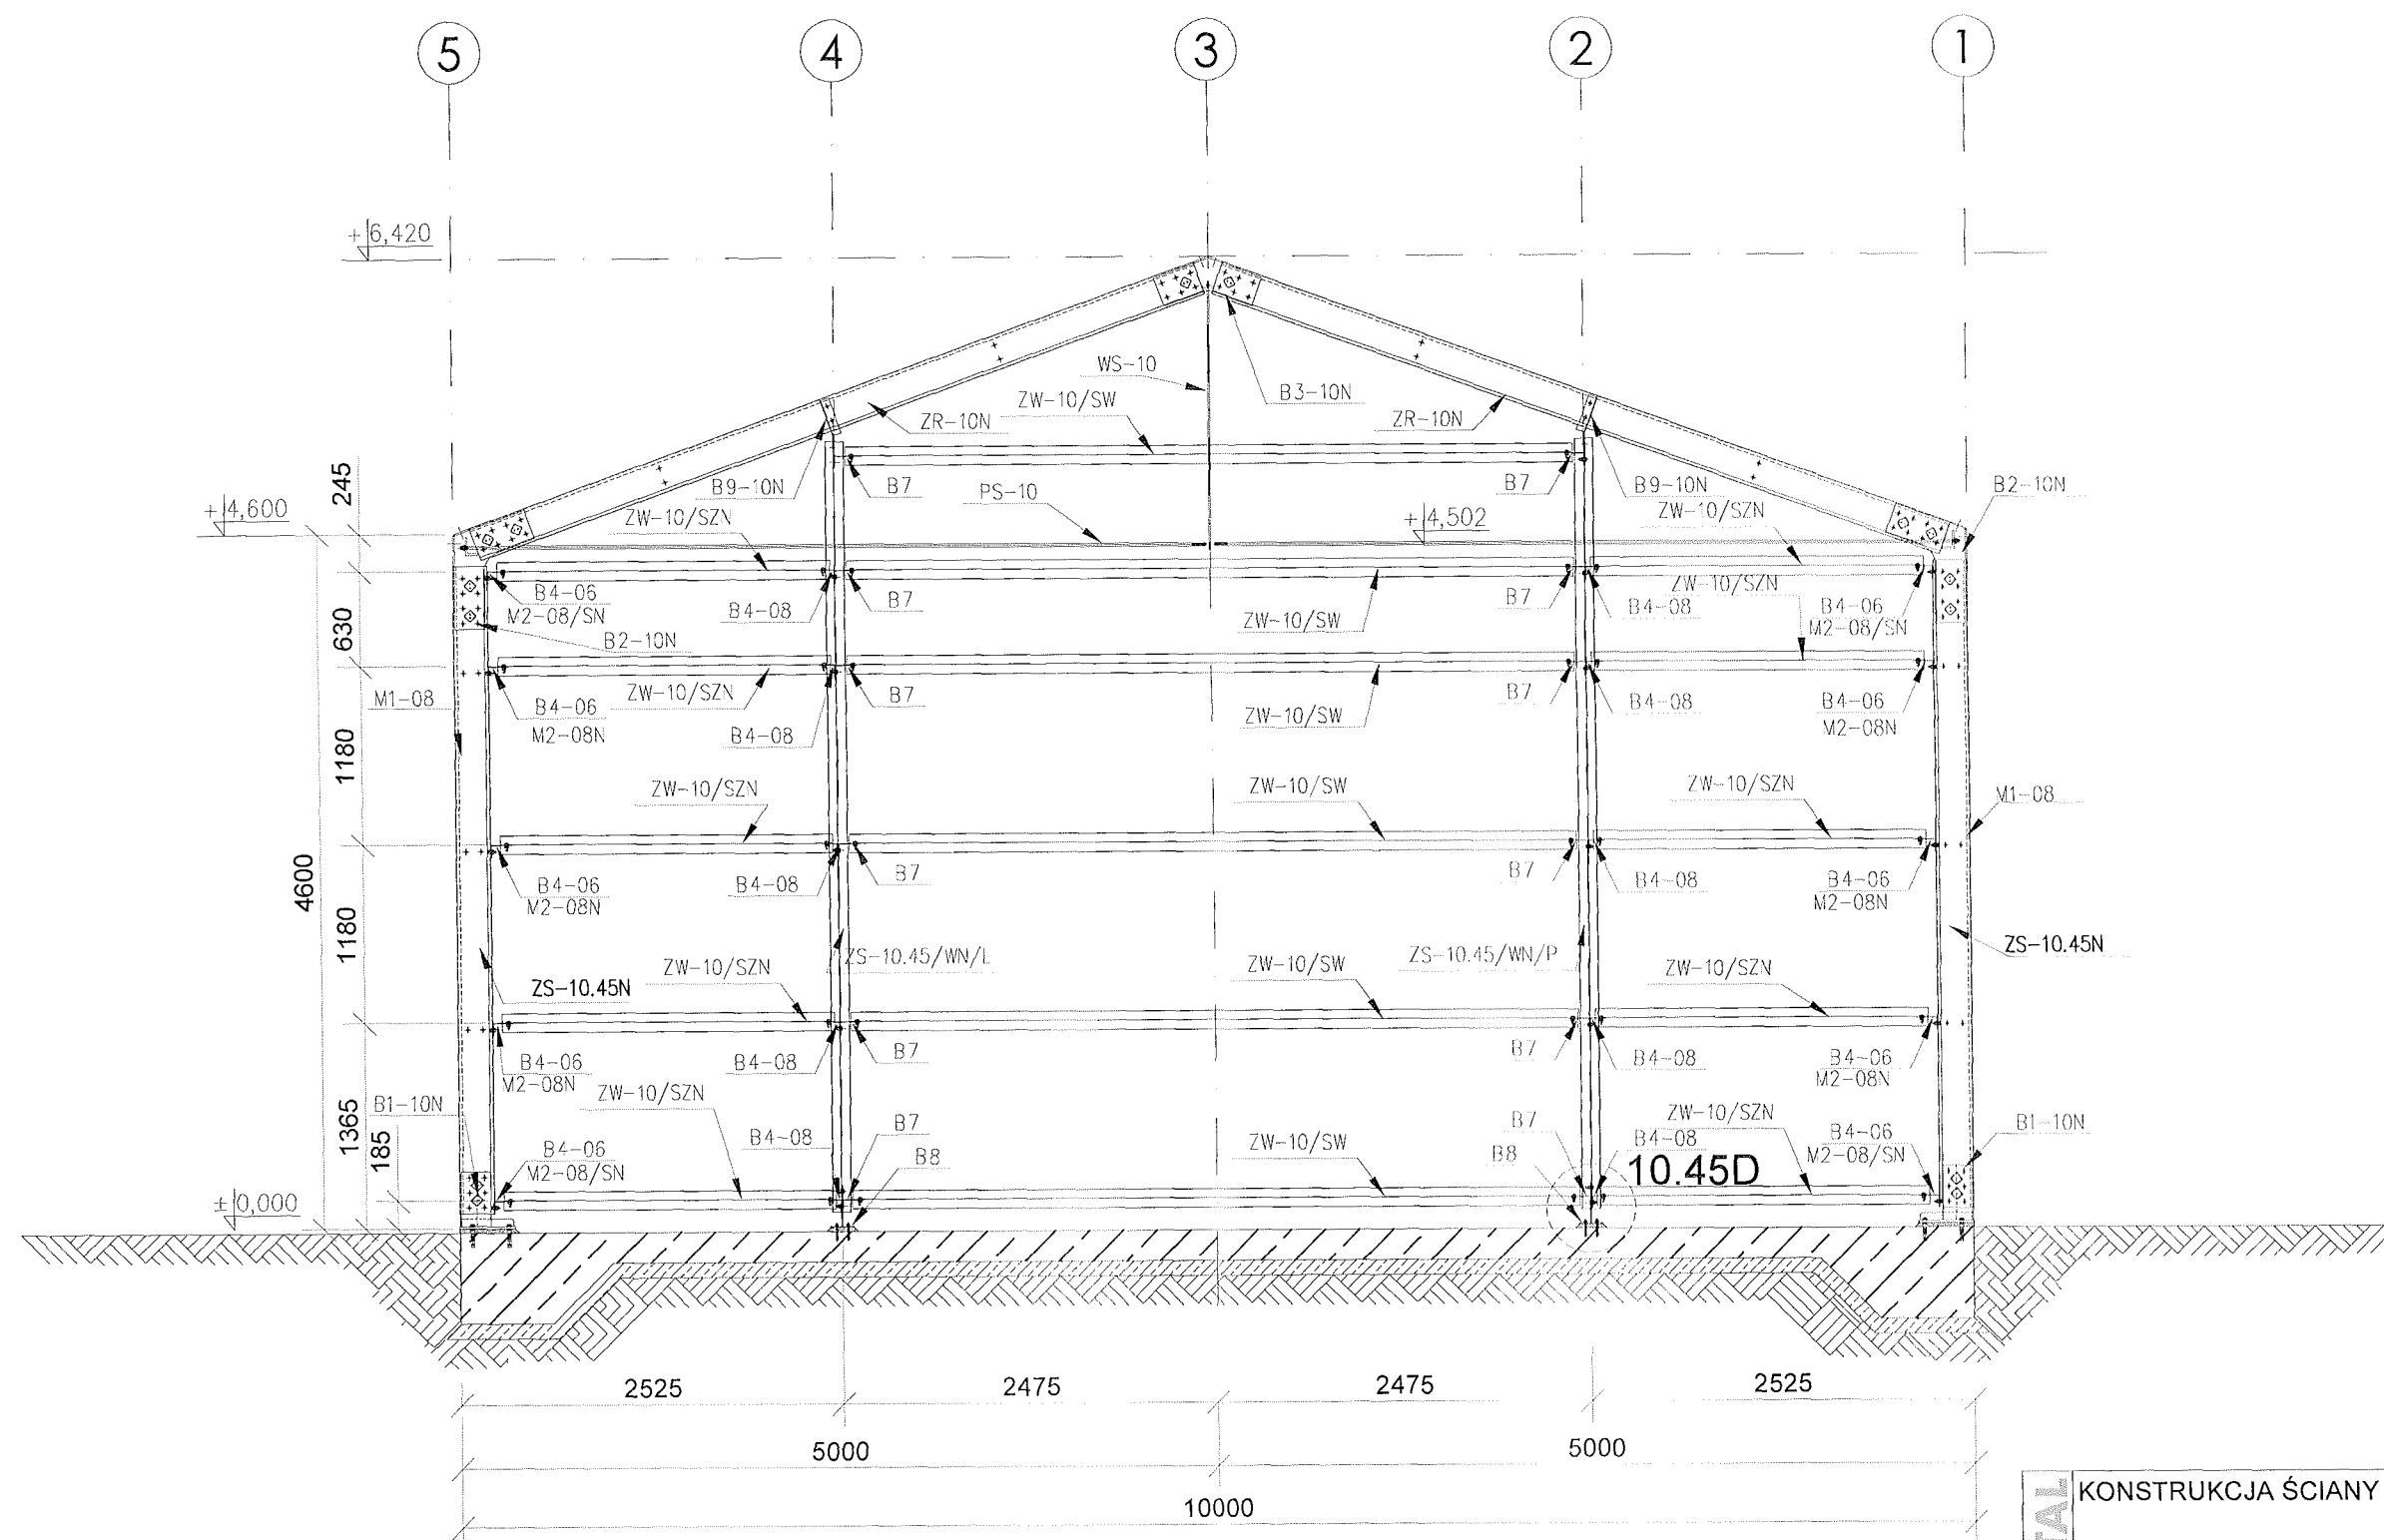 5 4 3 2 1
+6,420
WS-10
ZW-10/SW
B3-10N
ZR-10N
ZR-10N
245
B9-10N
B7
PS-10
B7
B9-10N
B2-10N
+4,600
ZW-10/SZN
+4,502
ZW-10/SZN
ZW-10/SZN
B4-06
M2-08/SN
B4-08
B7
B7
B4-08
B4-06
M2-08/SN
630
B2-10N
ZW-10/SW
M1-08
ZW-10/SZN
B4-06
M2-08N
B4-08
B7
ZW-10/SW
B7
B4-08
B4-06
M2-08N
1180
ZW-10/SZN
ZW-10/SW
ZW-10/SZN
M1-08
4600
B4-06
M2-08N
B4-08
B7
B7
B4-08
B4-06
M2-08N
1180
ZW-10/SZN
ZS-10.45/WN/L
ZW-10/SW
ZS-10.45/WN/P
ZW-10/SZN
ZS-10.45N
ZS-10.45N
B4-06
M2-08N
B4-08
B7
B7
B4-08
B4-06
M2-08N
1365
185
B1-10N
ZW-10/SZN
B4-06
M2-08/SN
B4-08
B7
B8
ZW-10/SW
B7
B8
B4-08
10.45D
ZW-10/SZN
B4-06
M2-08/SN
B1-10N
±0,000
2525 2475 2475 2525
5000 5000
10000
KONSTRUKCJA ŚCIANY